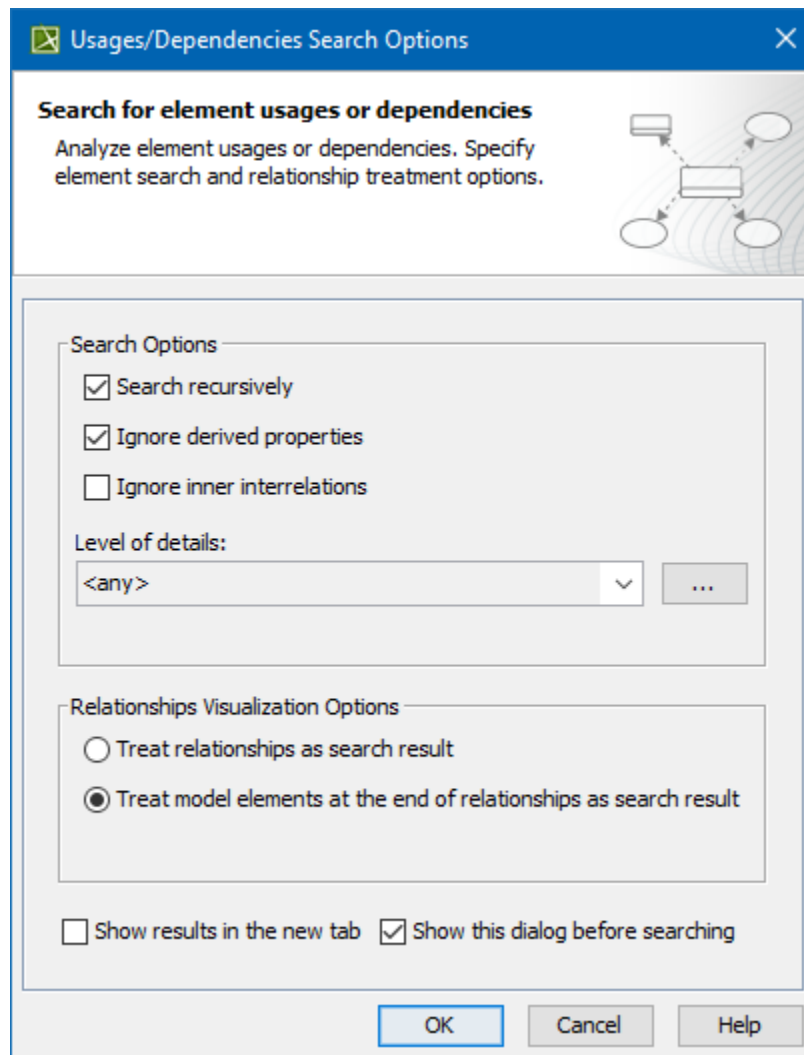 Usages/Dependencies Search Options
Search for element usages or dependencies
Analyze element usages or dependencies. Specify
element search and relationship treatment options.
Search Options
Search recursively
Ignore derived properties
Ignore inner interrelations
Level of details:
<any>
...
Relationships Visualization Options
Treat relationships as search result
Treat model elements at the end of relationships as search result
Show results in the new tab Show this dialog before searching
OK Cancel Help